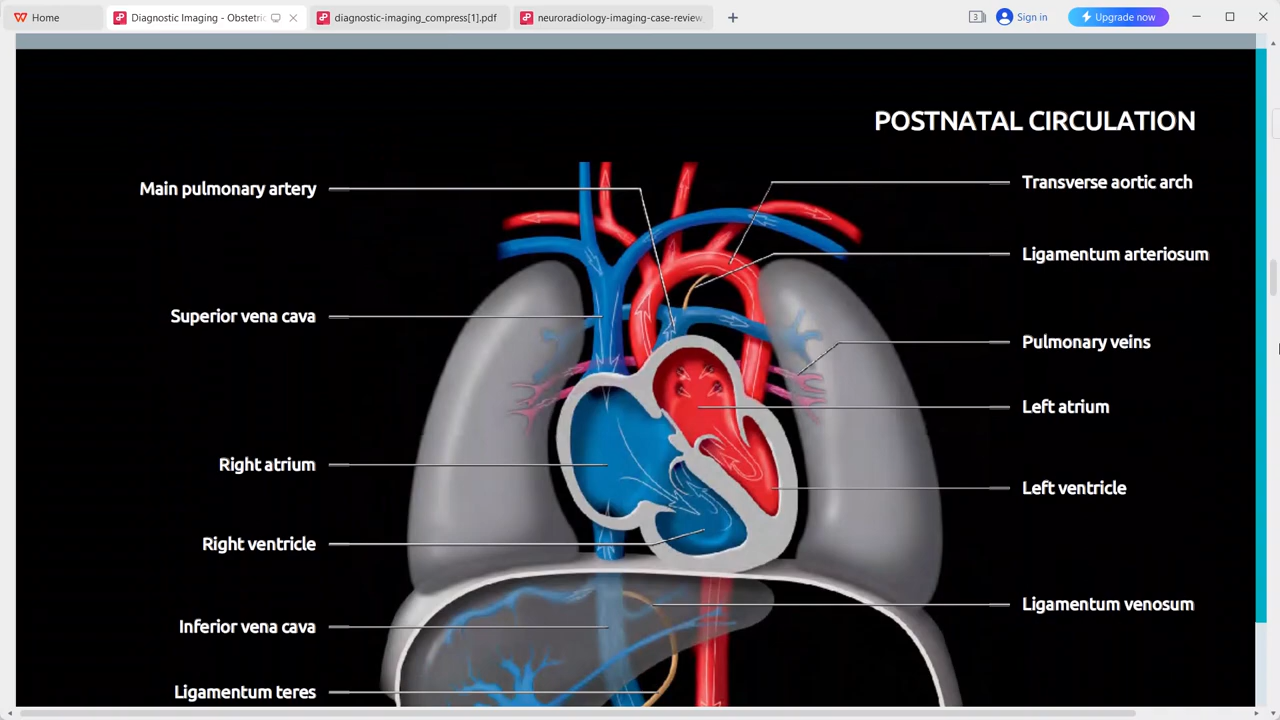 Home
Diagnostic Imaging - Obstetric
diagnostic-imaging_compress[1].pdf
neuroradiology-imaging-case-review
3
Sign in
Upgrade now
POSTNATAL CIRCULATION
Main pulmonary artery
Transverse aortic arch
Ligamentum arteriosum
Superior vena cava
Pulmonary veins
Left atrium
Right atrium
Left ventricle
Right ventricle
Ligamentum venosum
Inferior vena cava
Ligamentum teres